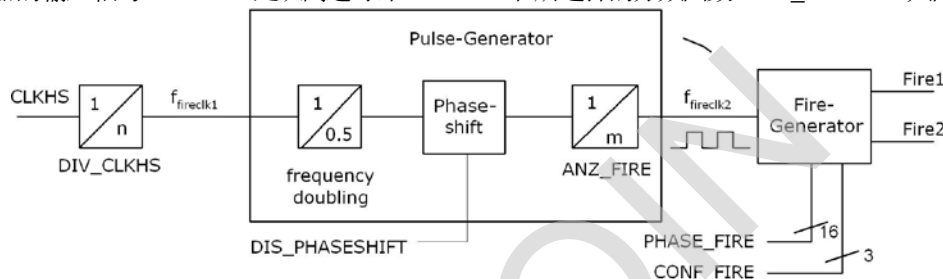 Pulse-Generator
CLKHS
1
n
DIV_CLKHS
f_fireclk1
1
0.5
frequency
doubling
Phase-
shift
DIS_PHASESHIFT
1
m
ANZ_FIRE
f_fireclk2
Fire-
Generator
Fire1
Fire2
PHASE_FIRE
16
CONF_FIRE
3